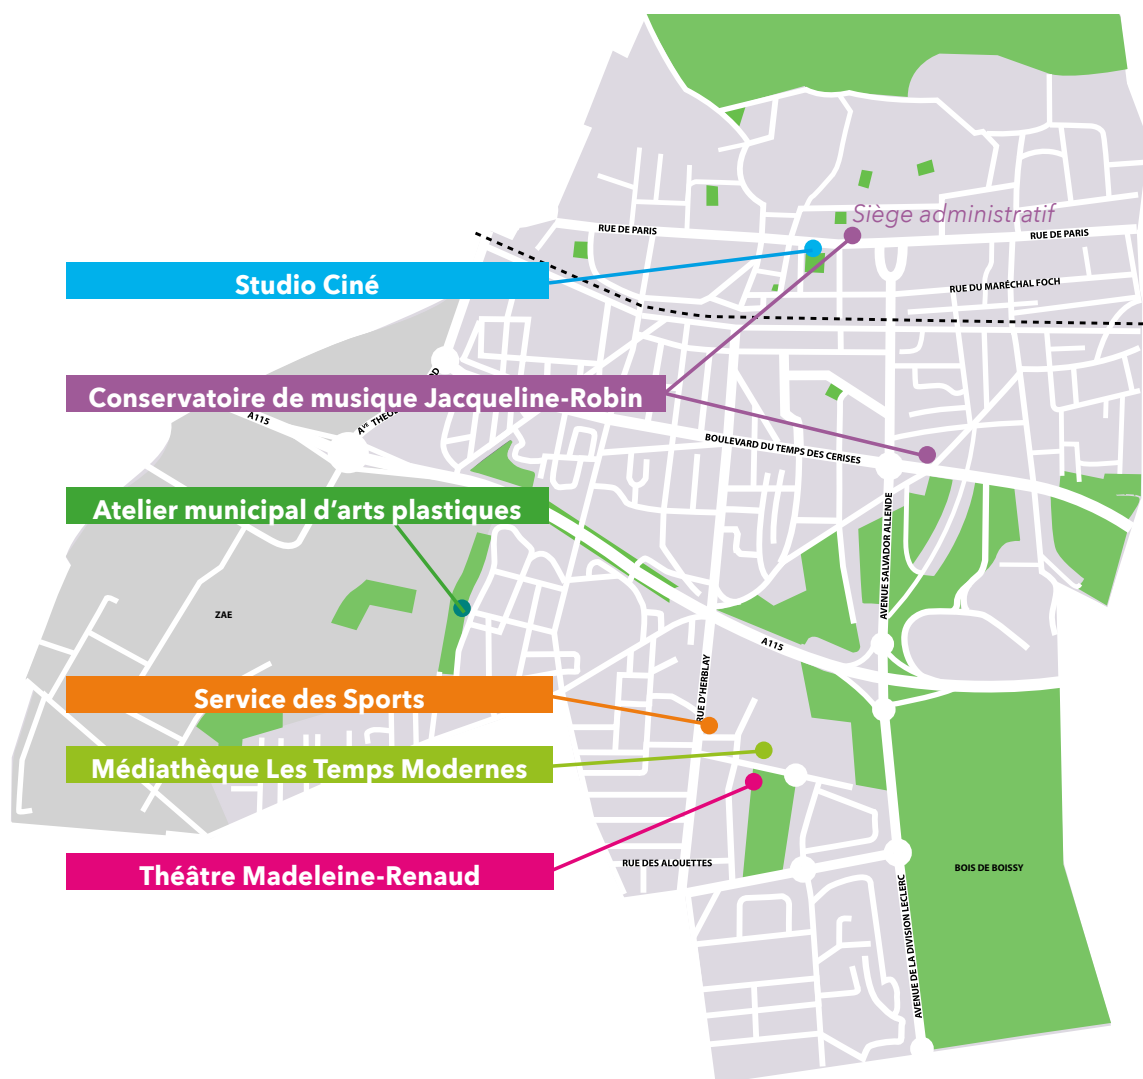 Siège administratif
RUE DE PARIS
RUE DE PARIS
Studio Ciné
RUE DU MARÉCHAL FOCH
Conservatoire de musique Jacqueline-Robin
A115
AVE THÉO
OD
BOULEVARD DU TEMPS DES CERISES
Atelier municipal d'arts plastiques
AVENUE SALVADOR ALLENDE
ZAE
A115
RUE D'HERBLAY
Service des Sports
Médiathèque Les Temps Modernes
RUE DES ALOUETTES
Théâtre Madeleine-Renaud
BOIS DE BOISSY
AVENUE DE LA DIVISION LECLERC